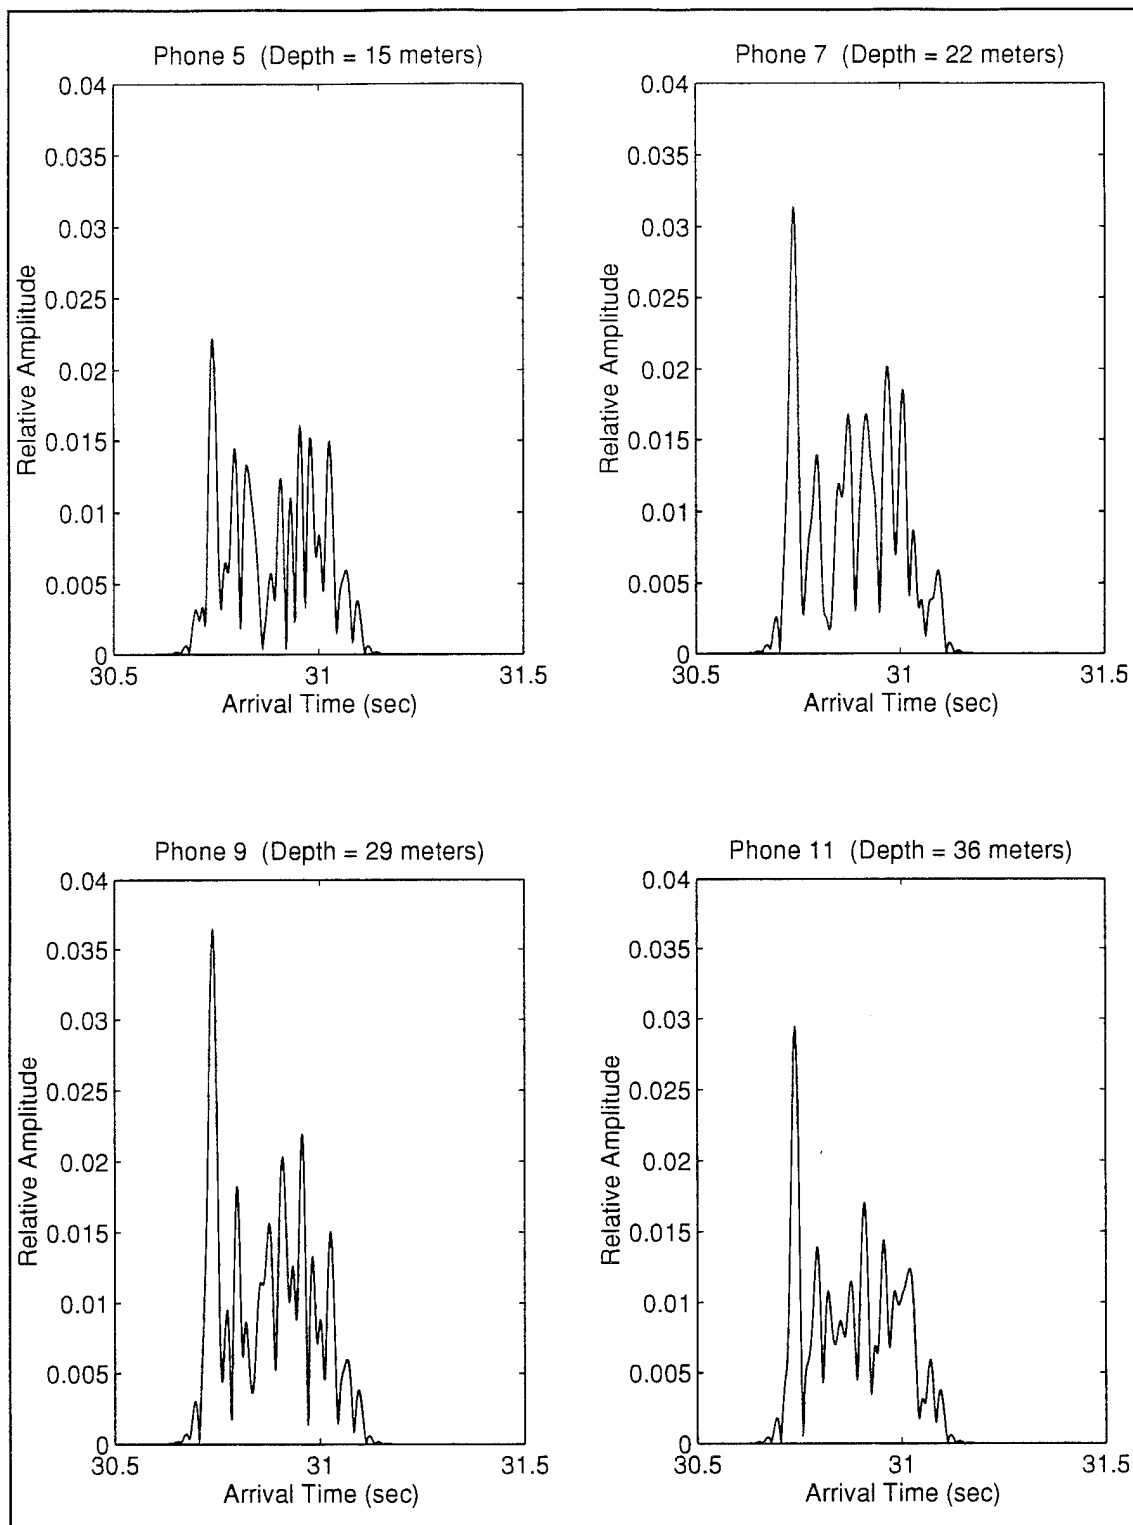 Phone 5 (Depth = 15 meters)
0.04
0.035
0.03
0.025
0.02
0.015
0.01
0.005
0
Relative Amplitude
30.5 31 31.5
Arrival Time (sec)
Phone 7 (Depth = 22 meters)
0.04
0.035
0.03
0.025
0.02
0.015
0.01
0.005
0
Relative Amplitude
30.5 31 31.5
Arrival Time (sec)
Phone 9 (Depth = 29 meters)
0.04
0.035
0.03
0.025
0.02
0.015
0.01
0.005
0
Relative Amplitude
30.5 31 31.5
Arrival Time (sec)
Phone 11 (Depth = 36 meters)
0.04
0.035
0.03
0.025
0.02
0.015
0.01
0.005
0
Relative Amplitude
30.5 31 31.5
Arrival Time (sec)